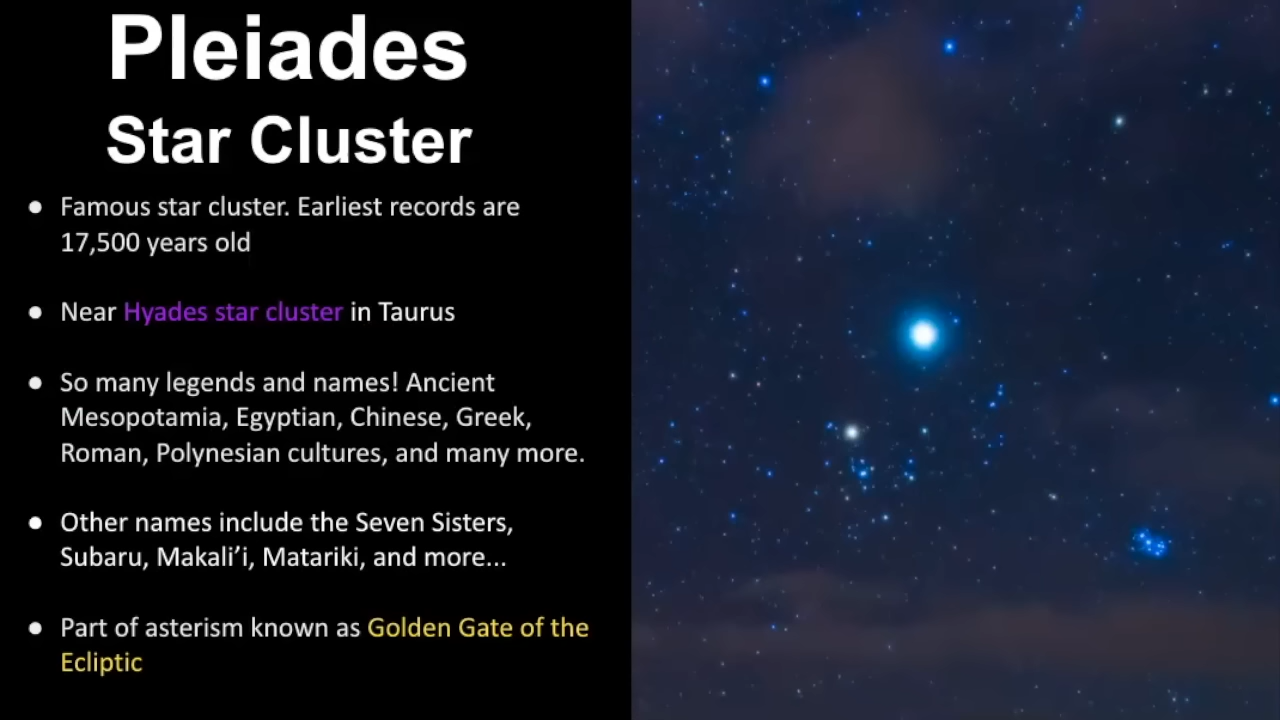 Pleiades
Star Cluster
● Famous star cluster. Earliest records are
17,500 years old
● Near Hyades star cluster in Taurus
● So many legends and names! Ancient
Mesopotamia, Egyptian, Chinese, Greek,
Roman, Polynesian cultures, and many more.
● Other names include the Seven Sisters,
Subaru, Makali’i, Matariki, and more...
● Part of asterism known as Golden Gate of the
Ecliptic